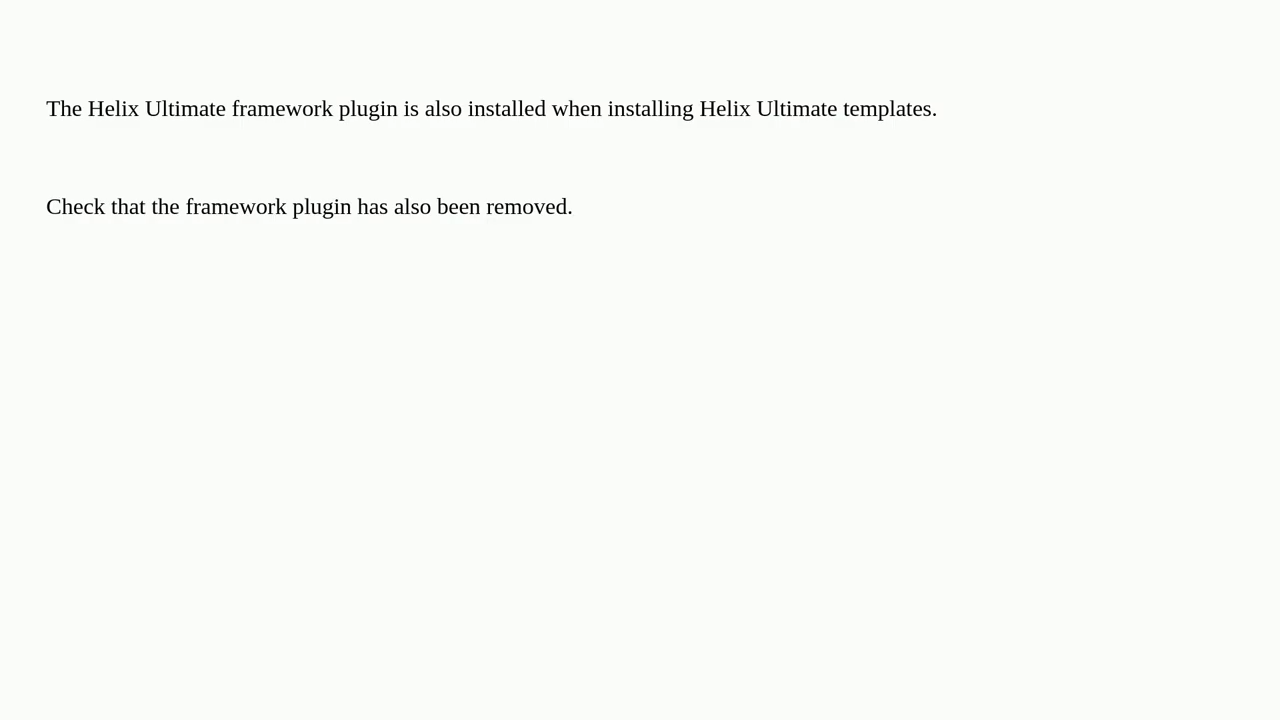 The Helix Ultimate framework plugin is also installed when installing Helix Ultimate templates.
Check that the framework plugin has also been removed.